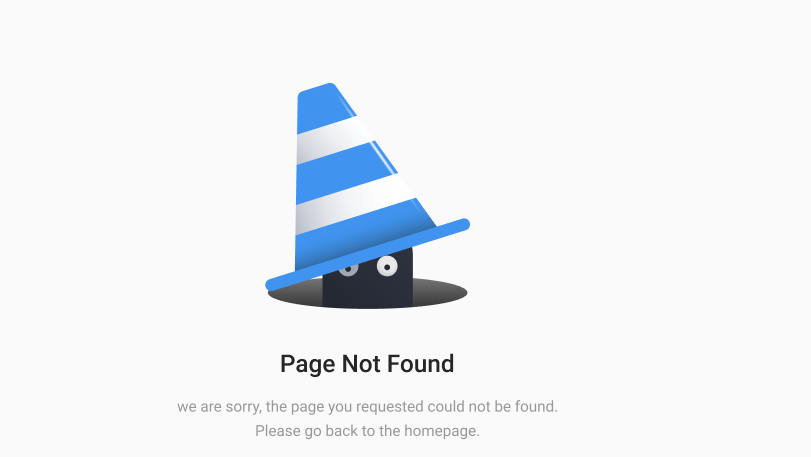 Page Not Found
we are sorry, the page you requested could not be found.
Please go back to the homepage.